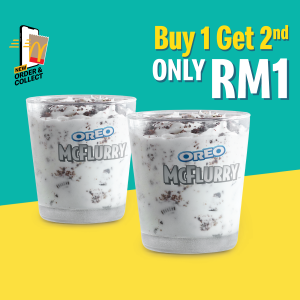 NEW
ORDER &
COLLECT
Buy 1 Get 2nd
ONLY RM1
OREO
McFLURRY
OREO
McFLURRY